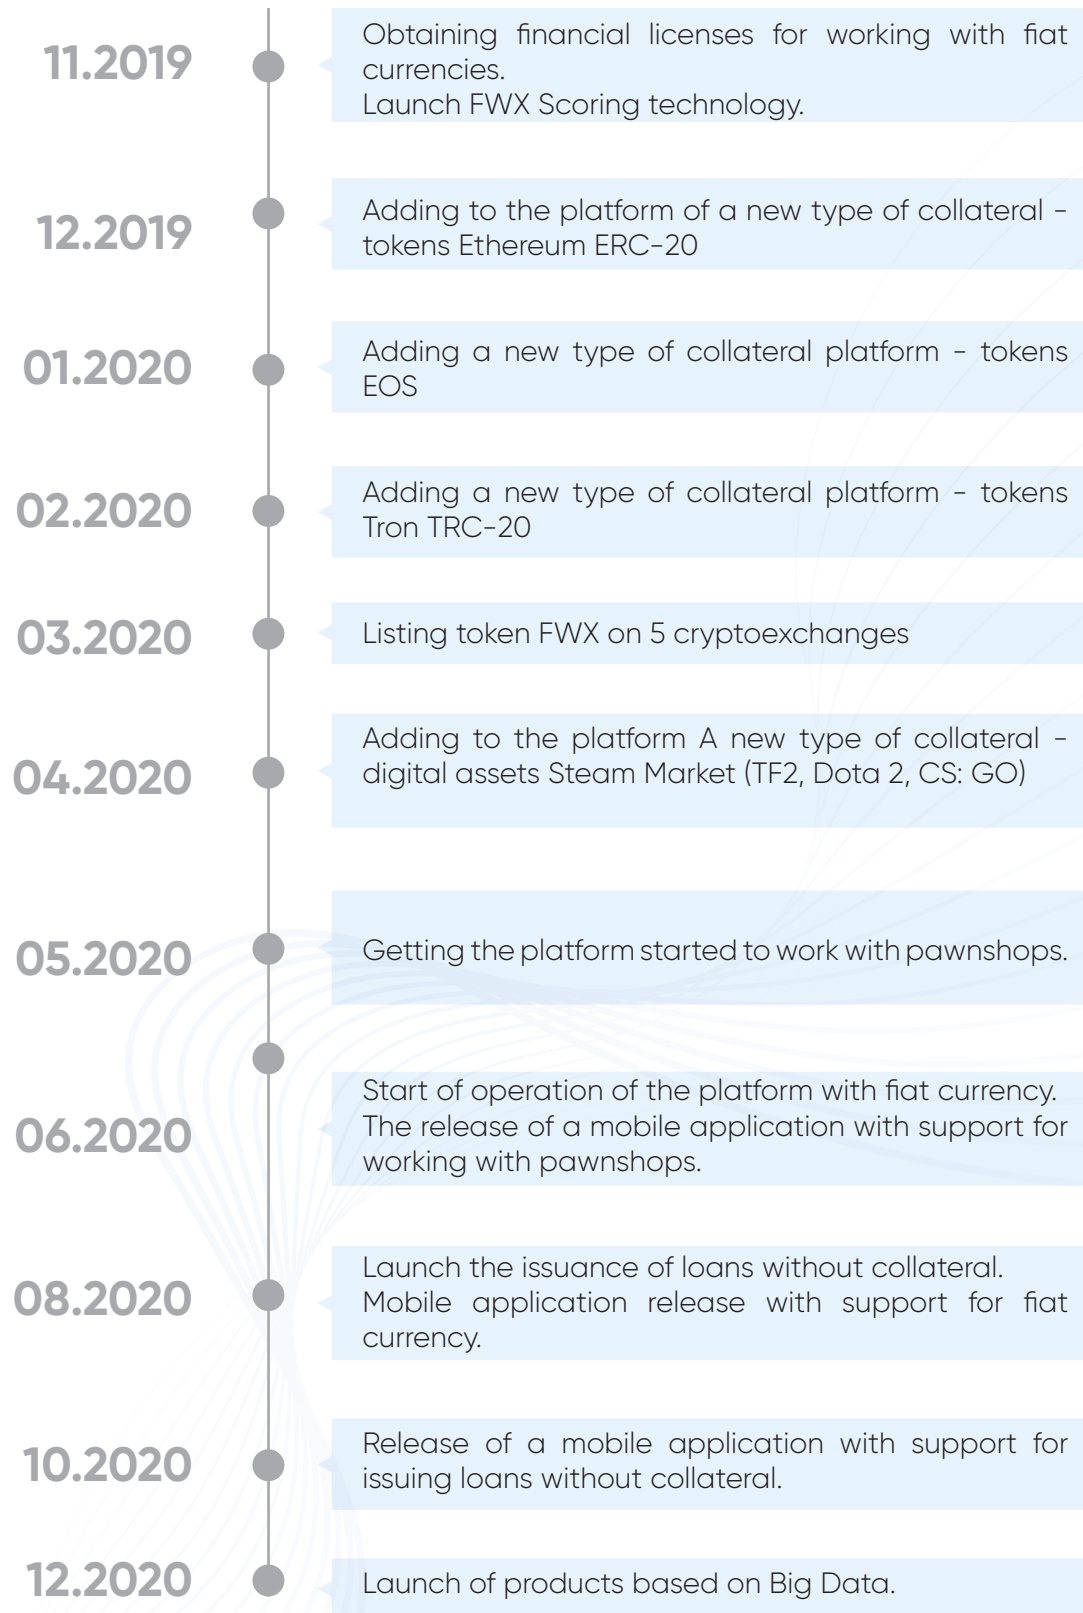 11.2019
Obtaining financial licenses for working with fiat
currencies.
Launch FWX Scoring technology.
12.2019
Adding to the platform of a new type of collateral -
tokens Ethereum ERC-20
01.2020
Adding a new type of collateral platform - tokens
EOS
02.2020
Adding a new type of collateral platform - tokens
Tron TRC-20
03.2020
Listing token FWX on 5 cryptoexchanges
04.2020
Adding to the platform A new type of collateral -
digital assets Steam Market (TF2, Dota 2, CS: GO)
05.2020
Getting the platform started to work with pawnshops.
06.2020
Start of operation of the platform with fiat currency.
The release of a mobile application with support for
working with pawnshops.
08.2020
Launch the issuance of loans without collateral.
Mobile application release with support for fiat
currency.
10.2020
Release of a mobile application with support for
issuing loans without collateral.
12.2020
Launch of products based on Big Data.